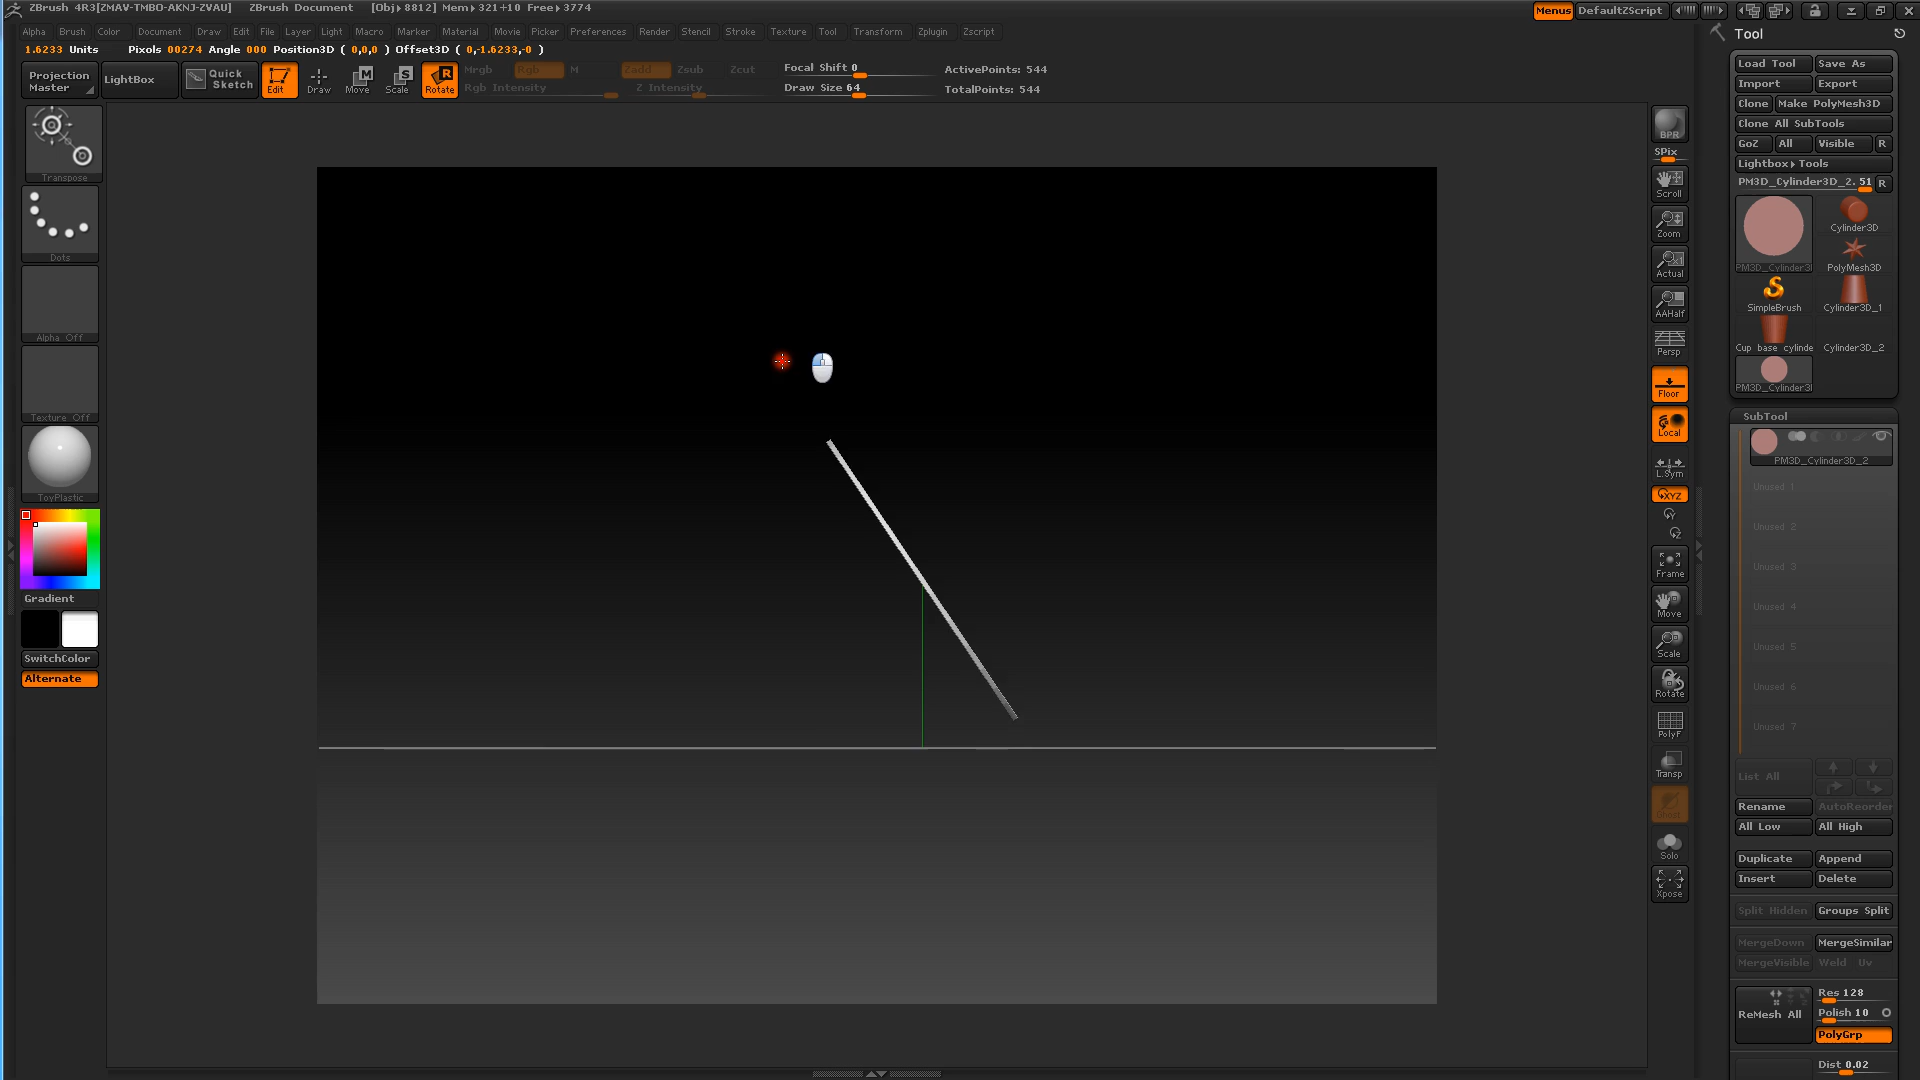 ZBrush 4R3[ZMAV-TMBO-AKNJ-ZVAU] ZBrush Document [Obj▸8812] Mem▸321+10 Free▸3774 Menus DefaultZScript
Alpha Brush Color Document Draw Edit File Layer Light Macro Marker Material Movie Picker Preferences Render Stencil Stroke Texture Tool Transform Zplugin Zscript
1.6233 Units Pixols 00274 Angle 000 Position3D ( 0,0,0 ) Offset3D ( 0,-1.6233,-0 )
Projection Master
LightBox
Quick Sketch
Edit
Draw
Move
Scale
Rotate
Mrgb Rgb M
Rgb Intensity
Zadd Zsub Zcut
Z Intensity
Focal Shift 0
Draw Size 64
ActivePoints: 544
TotalPoints: 544
Transpose
Dots
Alpha Off
Texture Off
ToyPlastic
Gradient
SwitchColor
Alternate
BPR
SPix
Scroll
Zoom
Actual
AAHalf
Persp
Floor
Local
L.Sym
XYZ
Y
Z
Frame
Move
Scale
Rotate
PolyF
Transp
Ghost
Solo
Xpose
Tool
Load Tool Save As
Import Export
Clone Make PolyMesh3D
Clone All SubTools
GoZ All Visible R
Lightbox▸Tools
PM3D_Cylinder3D_2. 51 R
PM3D_Cylinder3
Cylinder3D
PolyMesh3D
SimpleBrush Cylinder3D_1
Cup base cylinde Cylinder3D_2
PM3D_Cylinder3
SubTool
PM3D_Cylinder3D_2
Unused 1
Unused 2
Unused 3
Unused 4
Unused 5
Unused 6
Unused 7
List All
Rename AutoReorder
All Low All High
Duplicate Append
Insert Delete
Split Hidden Groups Split
MergeDown MergeSimilar
MergeVisible Weld Uv
ReMesh All
Res 128
Polish 10
PolyGrp
Dist 0.02